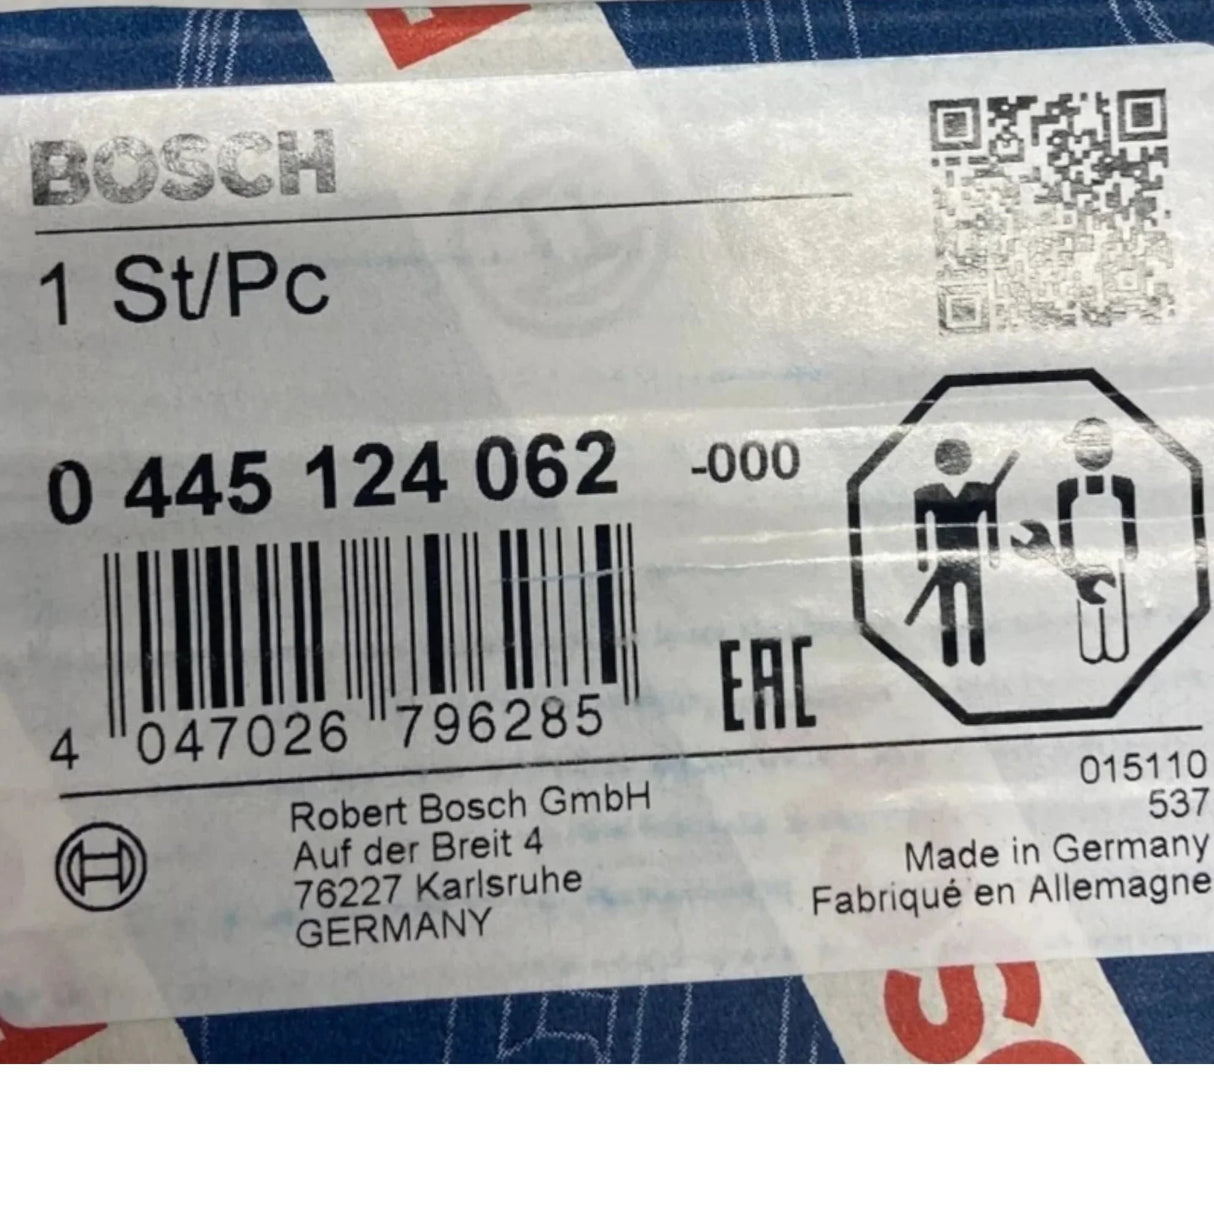 BOSCH
1 St/Pc
0 445 124 062 -000
EAC
4 047026 796285
015110
537
Robert Bosch GmbH
Auf der Breit 4
76227 Karlsruhe
GERMANY
Made in Germany
Fabriqué en Allemagne